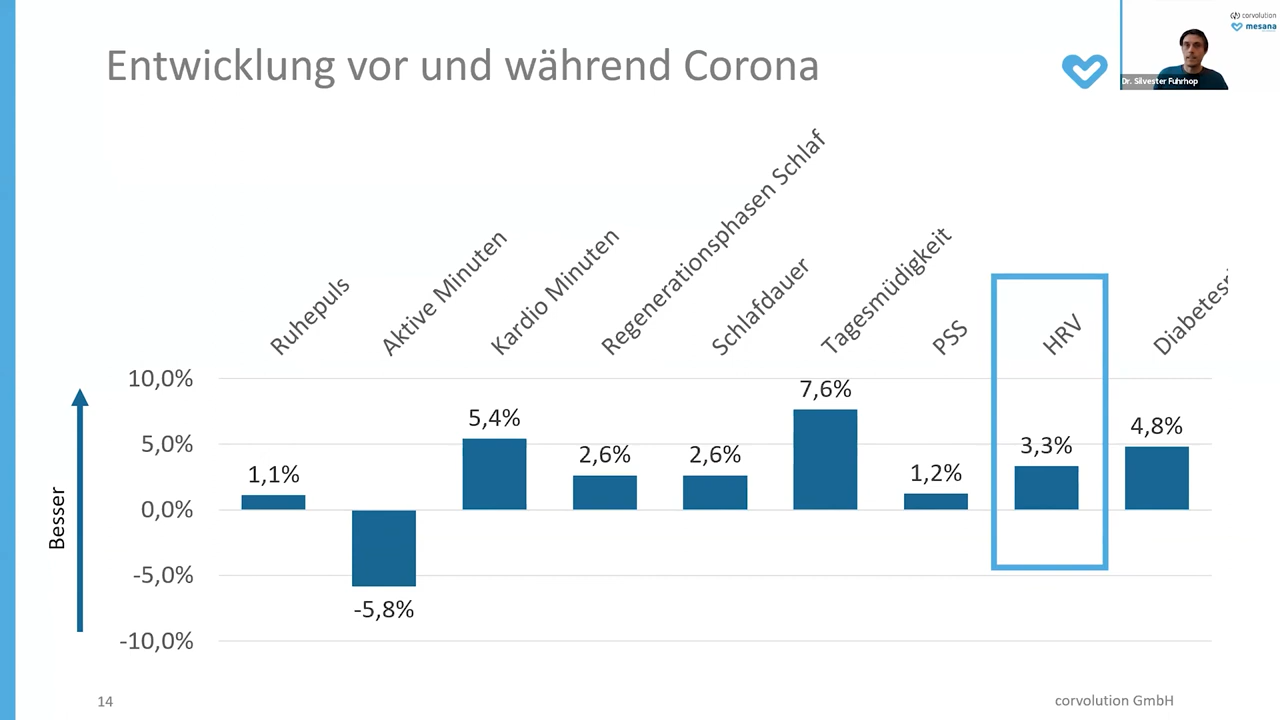 Entwicklung vor und während Corona
corvolution
mesana
Dr. Silvester Fuhrhop
Ruhepuls
Aktive Minuten
Kardio Minuten
Regenerationsphasen Schlaf
Schlafdauer
Tagesmüdigkeit
PSS
HRV
10,0%
5,0%
0,0%
-5,0%
-10,0%
Besser
1,1%
-5,8%
5,4%
2,6%
2,6%
7,6%
1,2%
3,3%
4,8%
14
corvolution GmbH